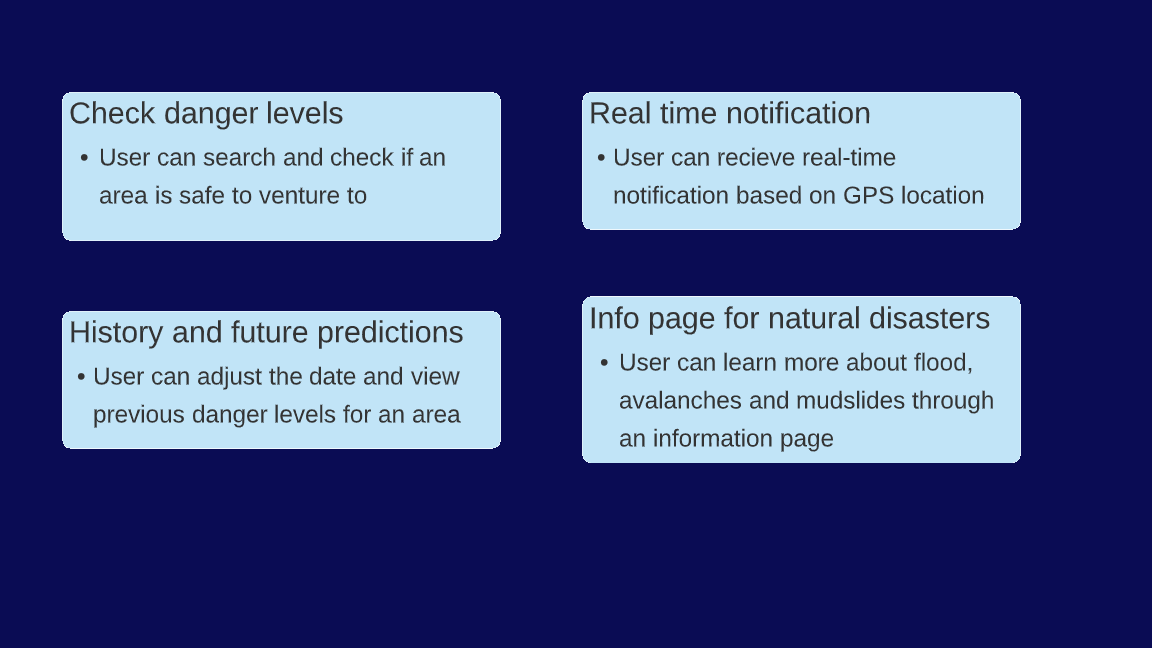 Check danger levels
• User can search and check if an
area is safe to venture to
Real time notification
• User can recieve real-time
notification based on GPS location
History and future predictions
• User can adjust the date and view
previous danger levels for an area
Info page for natural disasters
• User can learn more about flood,
avalanches and mudslides through
an information page